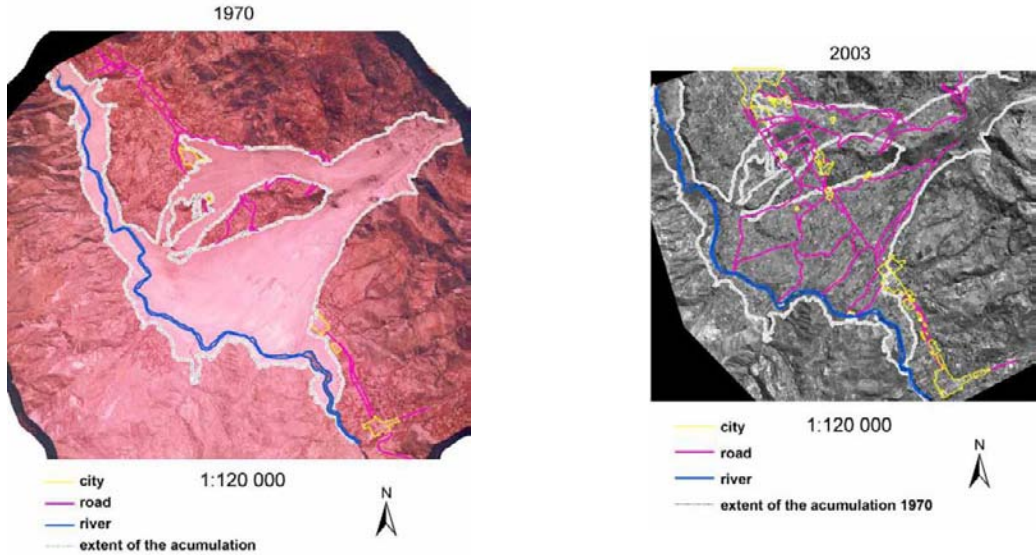 1970
city
road
river
extent of the acumulation
1:120 000
N
2003
city
road
river
extent of the acumulation 1970
1:120 000
N